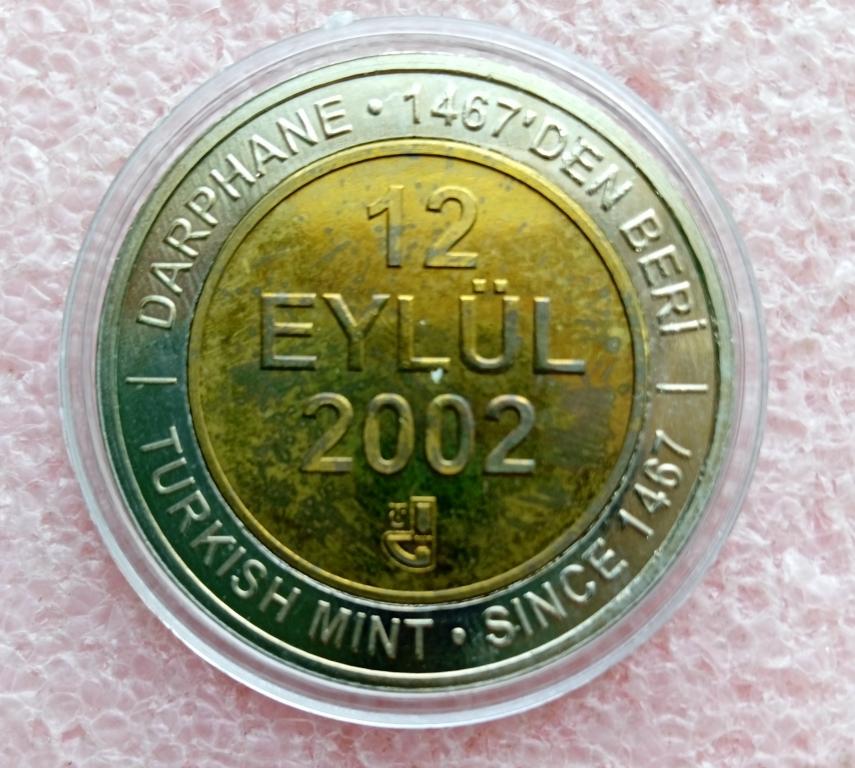 DARPHANE • 1467'DEN BERİ
12
EYLÜL
2002
TURKISH MINT • SINCE 1467